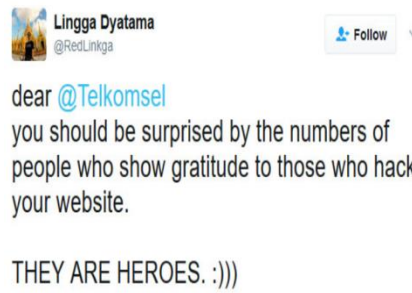 Lingga Dyatama
@RedLinkga
Follow
dear @Telkomsel
you should be surprised by the numbers of
people who show gratitude to those who hack
your website.
THEY ARE HEROES. :)))